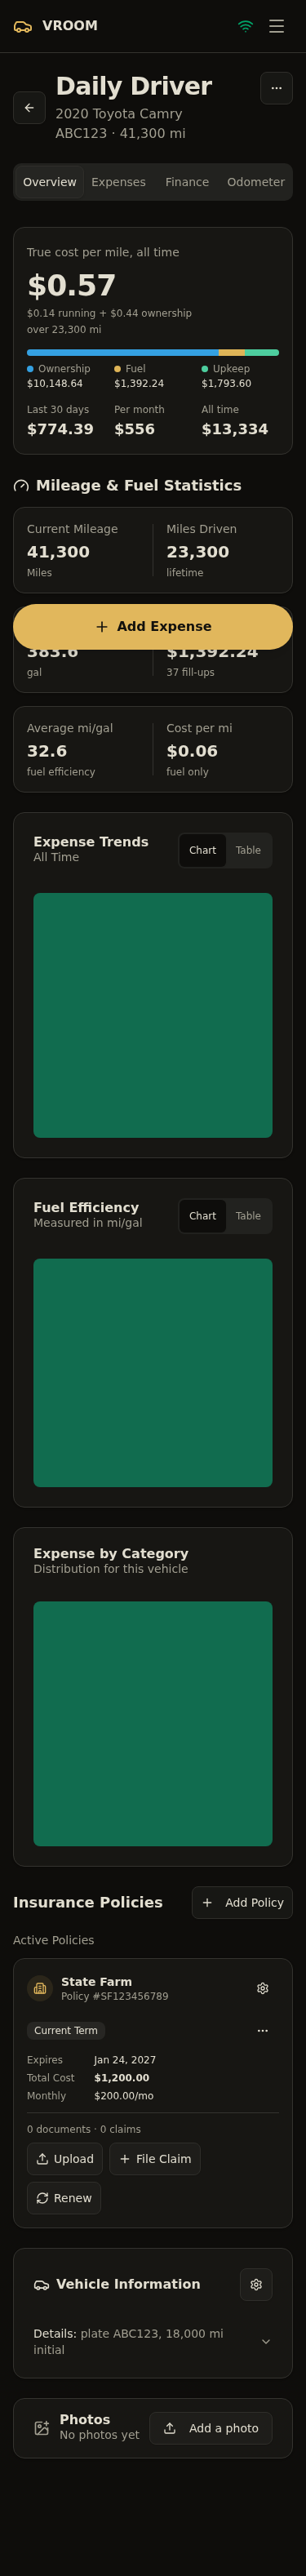 VROOM
Daily Driver
2020 Toyota Camry
ABC123 · 41,300 mi
Overview Expenses Finance Odometer
True cost per mile, all time
$0.57
$0.14 running + $0.44 ownership
over 23,300 mi
Ownership Fuel Upkeep
$10,148.64 $1,392.24 $1,793.60
Last 30 days Per month All time
$774.39 $556 $13,334
Mileage & Fuel Statistics
Current Mileage Miles Driven
41,300 23,300
Miles lifetime
Add Expense
383.6 $1,392.24
gal 37 fill-ups
Average mi/gal Cost per mi
32.6 $0.06
fuel efficiency fuel only
Expense Trends
All Time
Chart Table
Fuel Efficiency
Measured in mi/gal
Chart Table
Expense by Category
Distribution for this vehicle
Insurance Policies
Add Policy
Active Policies
State Farm
Policy #SF123456789
Current Term
Expires Jan 24, 2027
Total Cost $1,200.00
Monthly $200.00/mo
0 documents · 0 claims
Upload File Claim
Renew
Vehicle Information
Details: plate ABC123, 18,000 mi
initial
Photos
No photos yet
Add a photo